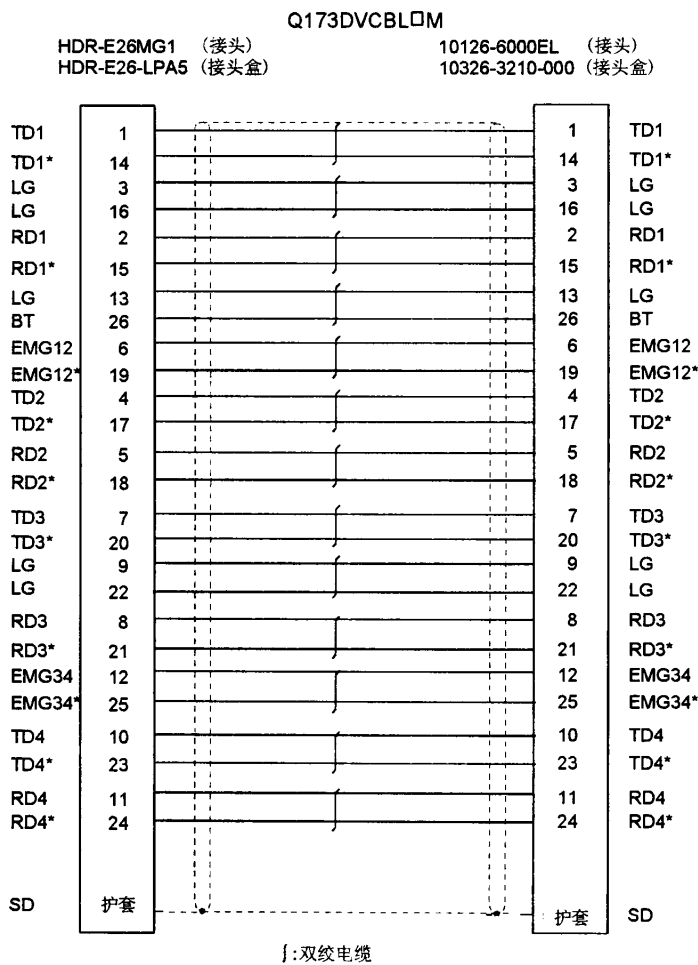 Q173DVCBL□M
HDR-E26MG1 (接头) 10126-6000EL (接头)
HDR-E26-LPA5 (接头盒) 10326-3210-000 (接头盒)
TD1 1 1 TD1
TD1* 14 14 TD1*
LG 3 3 LG
LG 16 16 LG
RD1 2 2 RD1
RD1* 15 15 RD1*
LG 13 13 LG
BT 26 26 BT
EMG12 6 6 EMG12
EMG12* 19 19 EMG12*
TD2 4 4 TD2
TD2* 17 17 TD2*
RD2 5 5 RD2
RD2* 18 18 RD2*
TD3 7 7 TD3
TD3* 20 20 TD3*
LG 9 9 LG
LG 22 22 LG
RD3 8 8 RD3
RD3* 21 21 RD3*
EMG34 12 12 EMG34
EMG34* 25 25 EMG34*
TD4 10 10 TD4
TD4* 23 23 TD4*
RD4 11 11 RD4
RD4* 24 24 RD4*
SD 护套 护套 SD
∫:双绞电缆